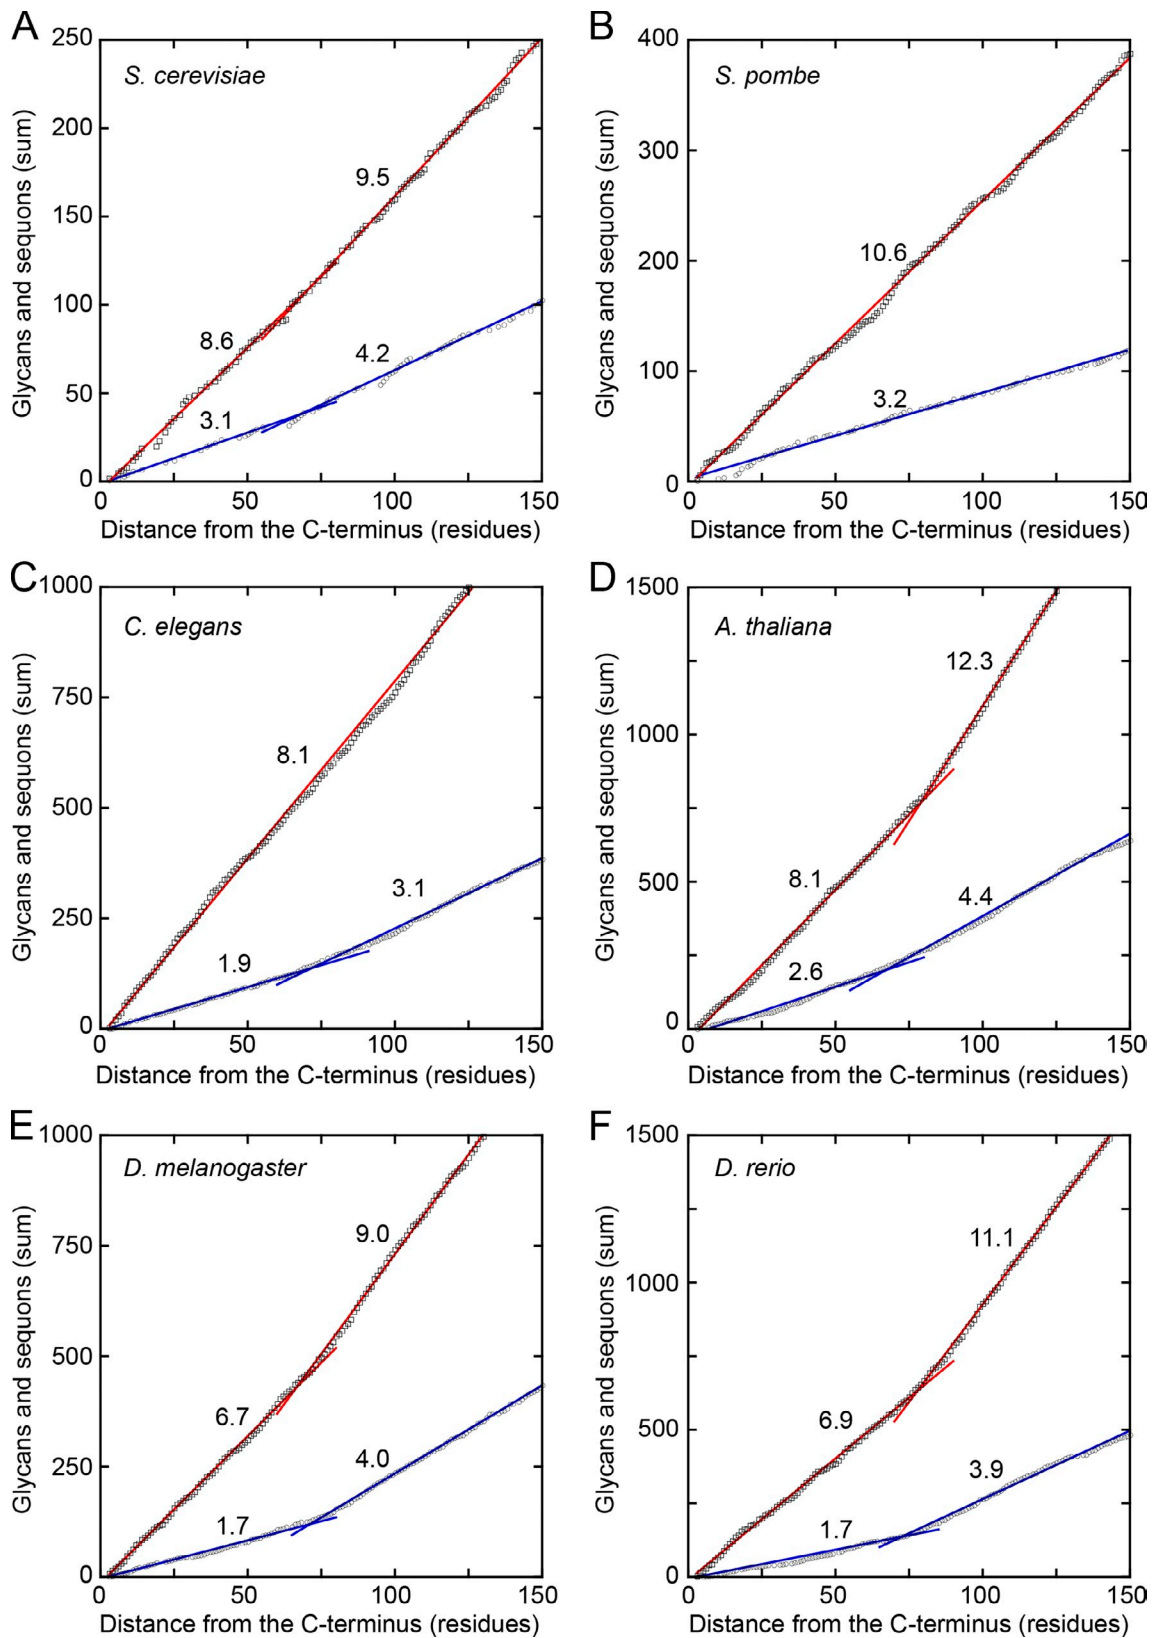 A
S. cerevisiae
Glycans and sequons (sum)
250
200
150
100
50
0
9.5
8.6
4.2
3.1
0 50 100 150
Distance from the C-terminus (residues)
B
S. pombe
Glycans and sequons (sum)
400
300
200
100
0
10.6
3.2
0 50 100 150
Distance from the C-terminus (residues)
C
C. elegans
Glycans and sequons (sum)
1000
750
500
250
0
8.1
3.1
1.9
0 50 100 150
Distance from the C-terminus (residues)
D
A. thaliana
Glycans and sequons (sum)
1500
1000
500
0
12.3
8.1
4.4
2.6
0 50 100 150
Distance from the C-terminus (residues)
E
D. melanogaster
Glycans and sequons (sum)
1000
750
500
250
0
9.0
6.7
4.0
1.7
0 50 100 150
Distance from the C-terminus (residues)
F
D. rerio
Glycans and sequons (sum)
1500
1000
500
0
11.1
6.9
3.9
1.7
0 50 100 150
Distance from the C-terminus (residues)